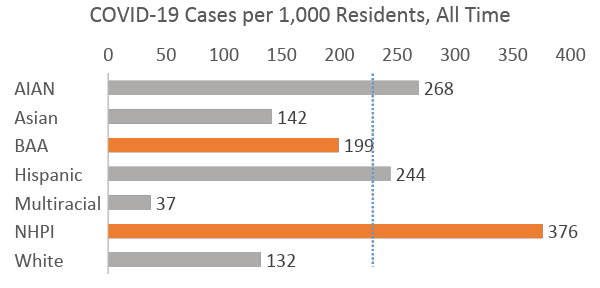 COVID-19 Cases per 1,000 Residents, All Time
0 50 100 150 200 250 300 350 400
AIAN 268
Asian 142
BAA 199
Hispanic 244
Multiracial 37
NHPI 376
White 132